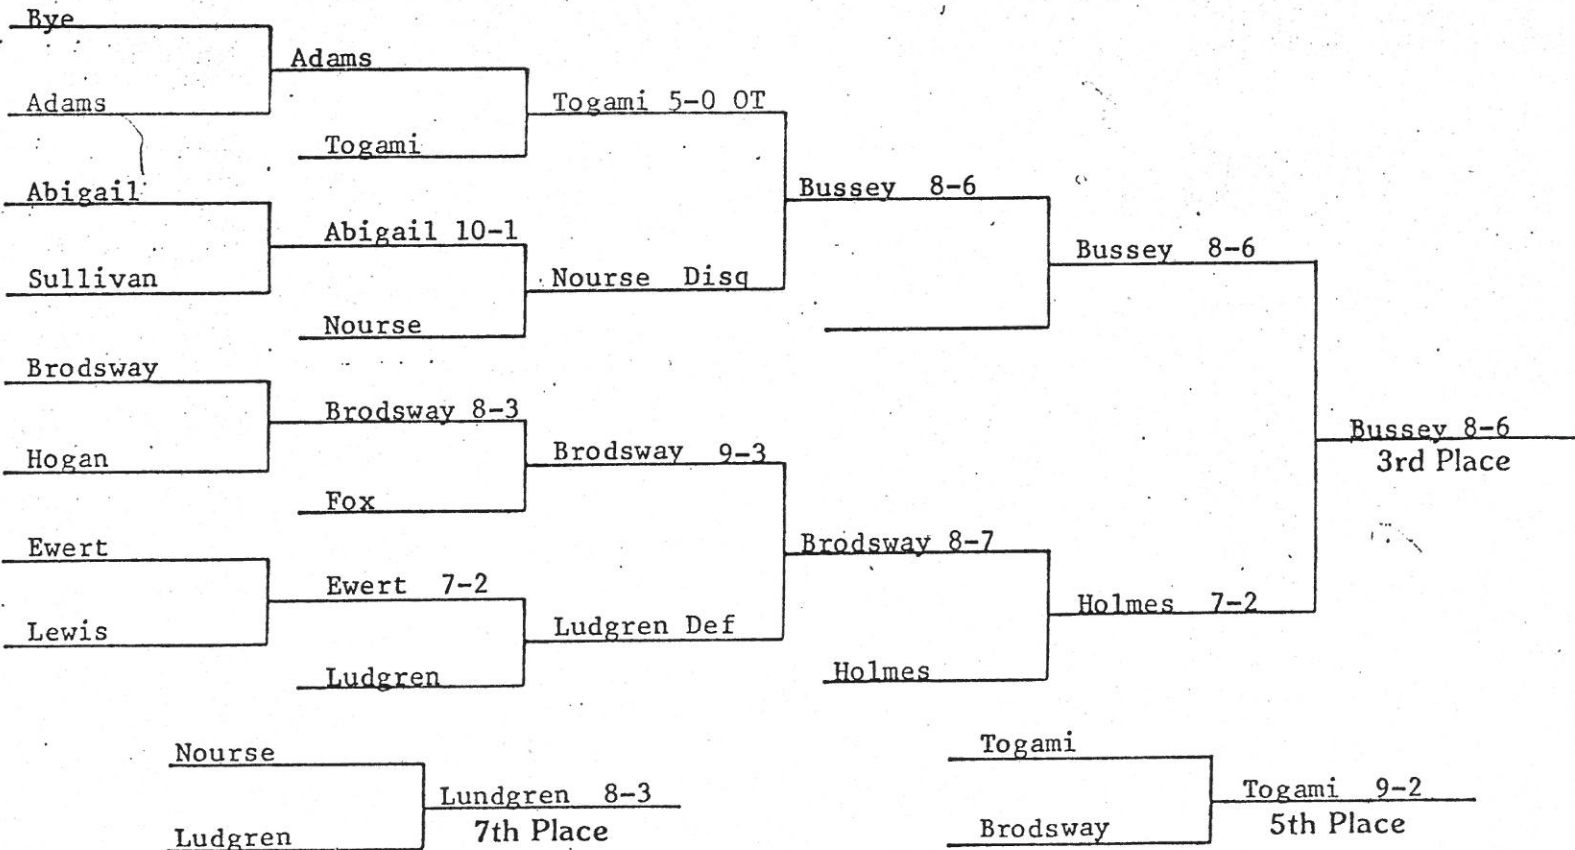 Bye
Adams
Adams
Togami 5-0 OT
Togami
Abigail
Bussey 8-6
Abigail 10-1
Bussey 8-6
Sullivan
Nourse Disq
Nourse
Brodsway
Brodsway 8-3
Bussey 8-6
Hogan
Brodsway 9-3
3rd Place
Fox
Ewert
Brodsway 8-7
Ewert 7-2
Holmes 7-2
Lewis
Ludgren Def
Ludgren
Holmes
Nourse
Lundgren 8-3
Ludgren
7th Place
Togami
Togami 9-2
Brodsway
5th Place